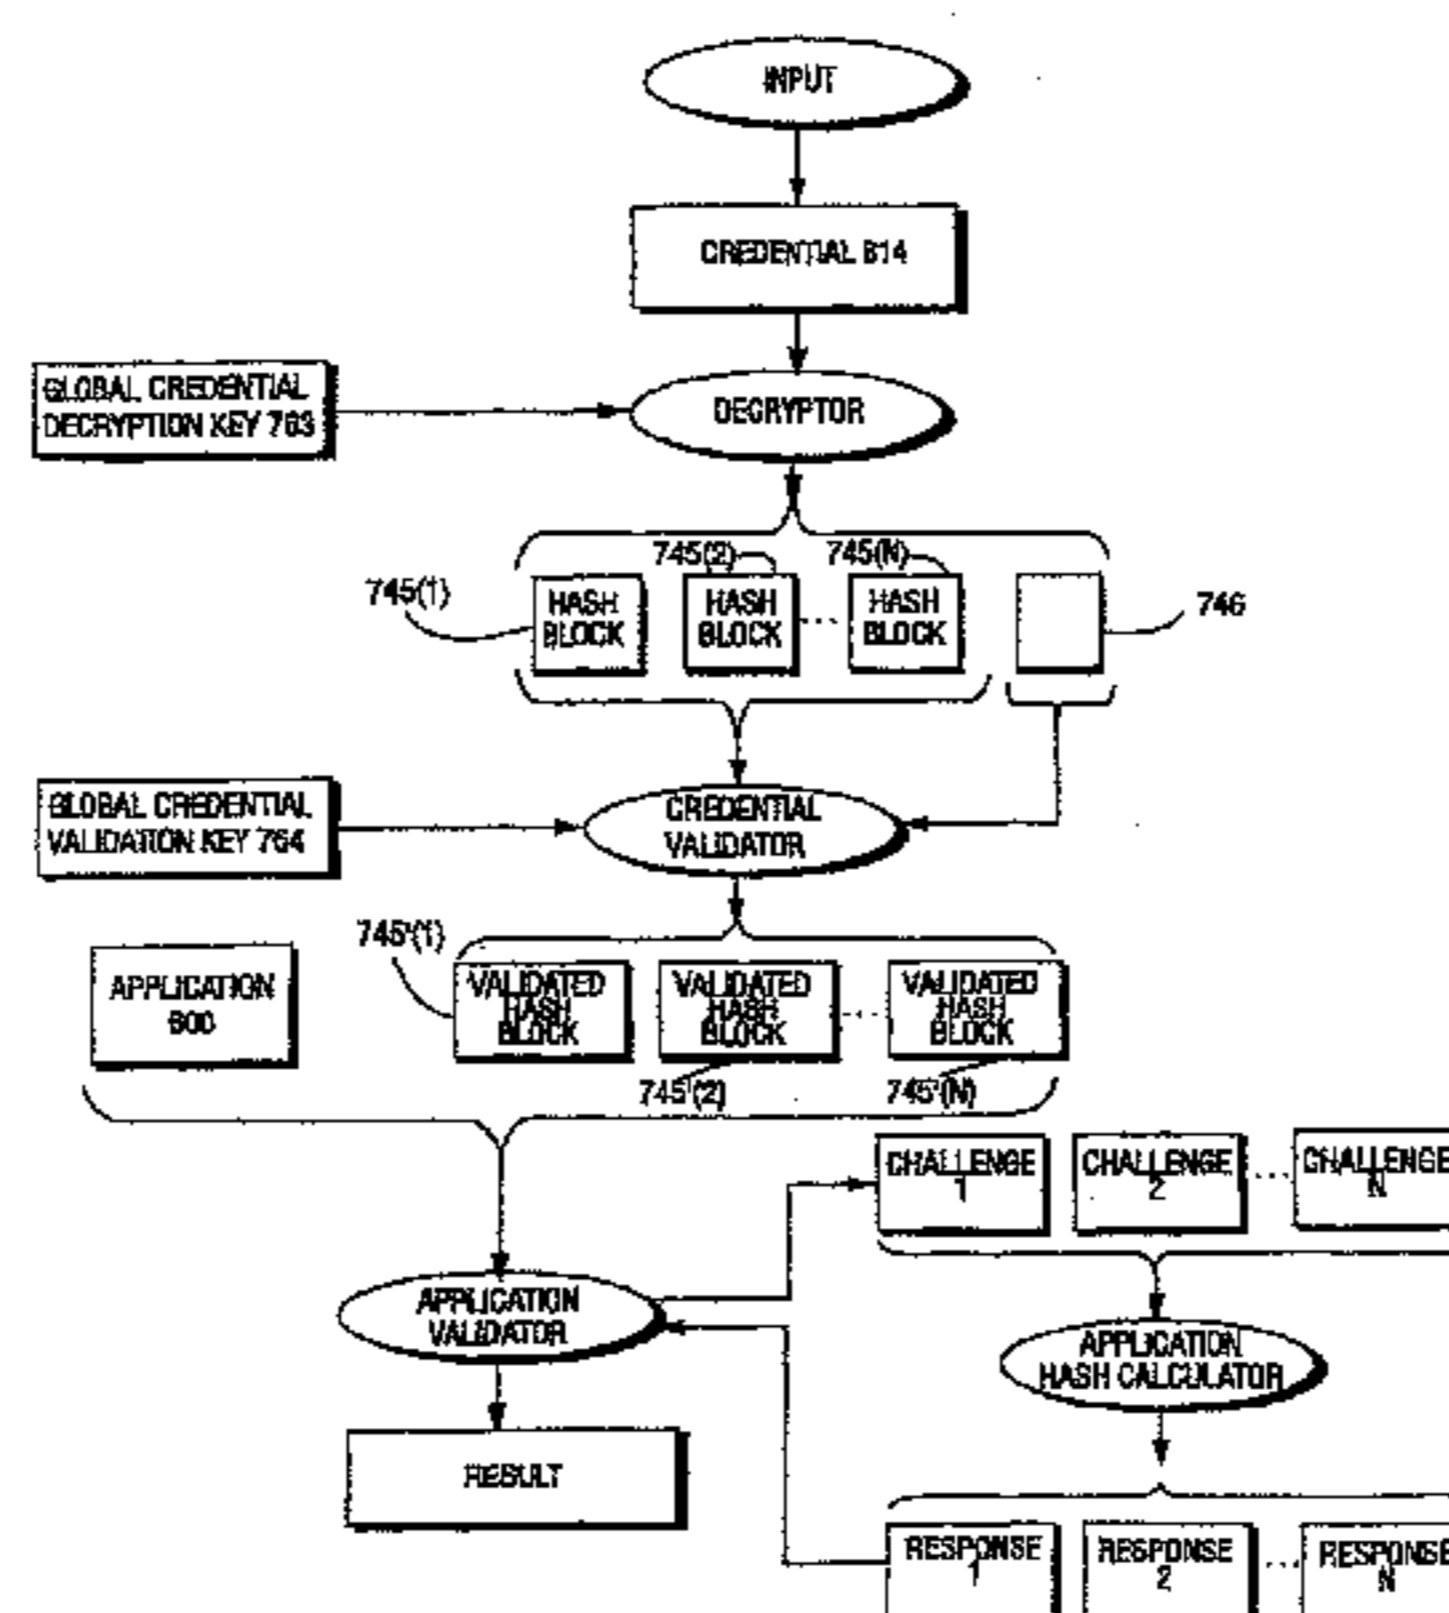 INPUT
CREDENTIAL 814
GLOBAL CREDENTIAL
DECRYPTION KEY 763
DECRYPTOR
745(1)
745(2)
745(N)
HASH
BLOCK
HASH
BLOCK
HASH
BLOCK
746
GLOBAL CREDENTIAL
VALIDATION KEY 764
CREDENTIAL
VALIDATOR
745'(1)
APPLICATION
600
VALIDATED
HASH
BLOCK
VALIDATED
HASH
BLOCK
VALIDATED
HASH
BLOCK
745'(2)
745'(N)
CHALLENGE
1
CHALLENGE
2
CHALLENGE
N
APPLICATION
VALIDATOR
APPLICATION
HASH CALCULATOR
RESULT
RESPONSE
1
RESPONSE
2
RESPONSE
N